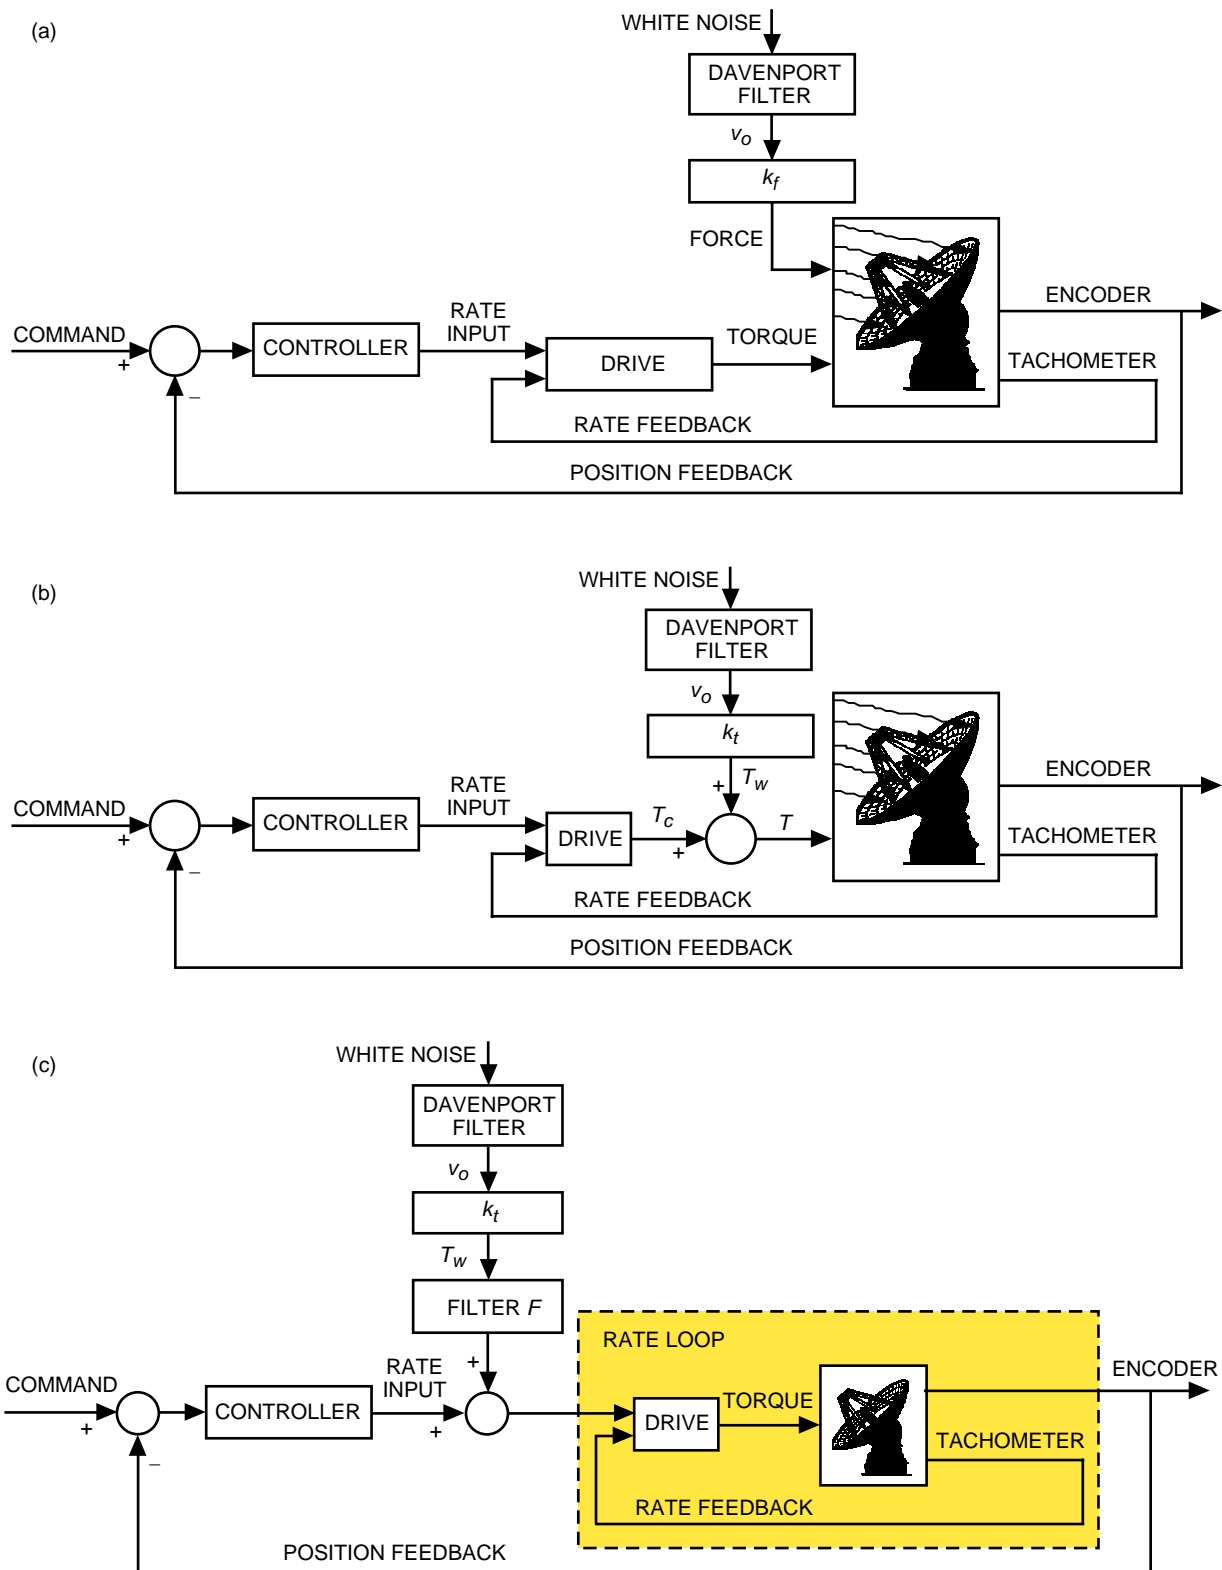 (a)
WHITE NOISE
DAVENPORT
FILTER
vo
kf
FORCE
COMMAND
+
–
CONTROLLER
RATE
INPUT
DRIVE
TORQUE
ENCODER
TACHOMETER
RATE FEEDBACK
POSITION FEEDBACK
(b)
WHITE NOISE
DAVENPORT
FILTER
vo
kt
+
Tw
COMMAND
+
–
CONTROLLER
RATE
INPUT
DRIVE
Tc
+
T
ENCODER
TACHOMETER
RATE FEEDBACK
POSITION FEEDBACK
(c)
WHITE NOISE
DAVENPORT
FILTER
vo
kt
Tw
FILTER F
+
RATE LOOP
COMMAND
+
–
CONTROLLER
RATE
INPUT
+
DRIVE
TORQUE
ENCODER
TACHOMETER
RATE FEEDBACK
POSITION FEEDBACK